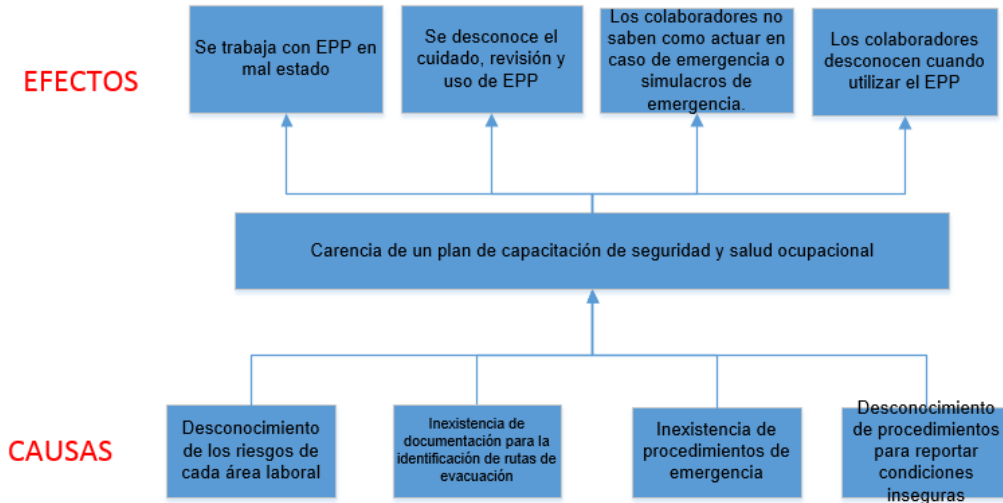 EFECTOS
Se trabaja con EPP en
mal estado
Se desconoce el
cuidado, revisión y
uso de EPP
Los colaboradores no
saben como actuar en
caso de emergencia o
simulacros de
emergencia.
Los colaboradores
desconocen cuando
utilizar el EPP
Carencia de un plan de capacitación de seguridad y salud ocupacional
CAUSAS
Desconocimiento
de los riesgos de
cada área laboral
Inexistencia de
documentación para la
identificación de rutas de
evacuación
Inexistencia de
procedimientos de
emergencia
Desconocimiento
de procedimientos
para reportar
condiciones
inseguras